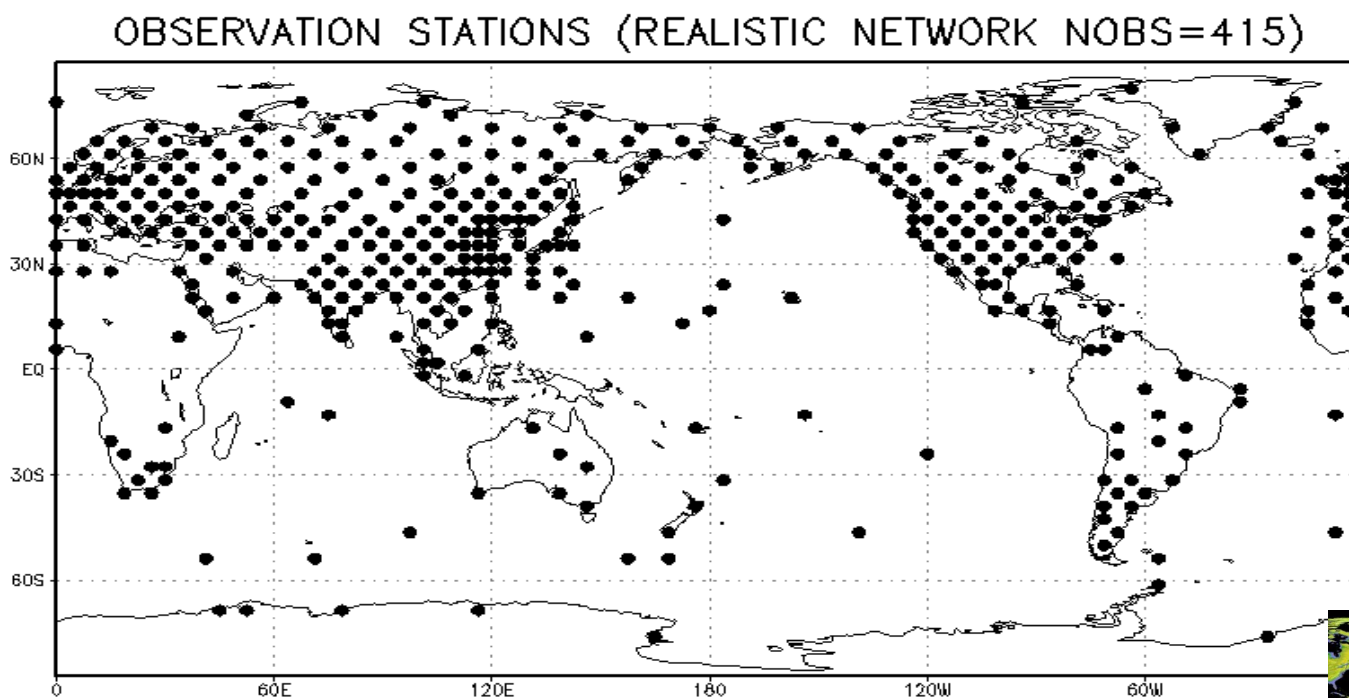 OBSERVATION STATIONS (REALISTIC NETWORK NOBS=415)
60N
30N
EQ
30S
60S
0 60E 120E 180 120W 60W